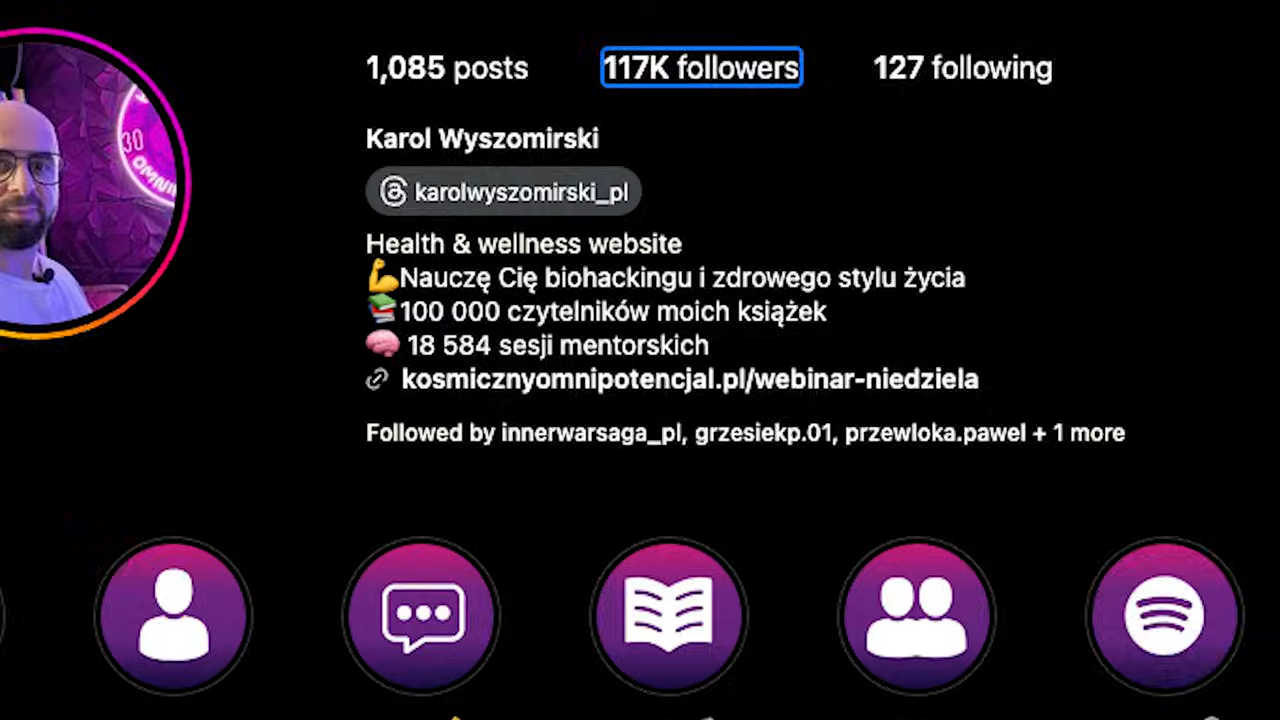 1,085 posts 117K followers 127 following
Karol Wyszomirski
karolwyszomirski_pl
Health & wellness website
💪Nauczę Cię biohackingu i zdrowego stylu życia
📚100 000 czytelników moich książek
🧠 18 584 sesji mentorskich
kosmicznyomnipotencjal.pl/webinar-niedziela
Followed by innerwarsaga_pl, grzesiekp.01, przewloka.pawel + 1 more
30